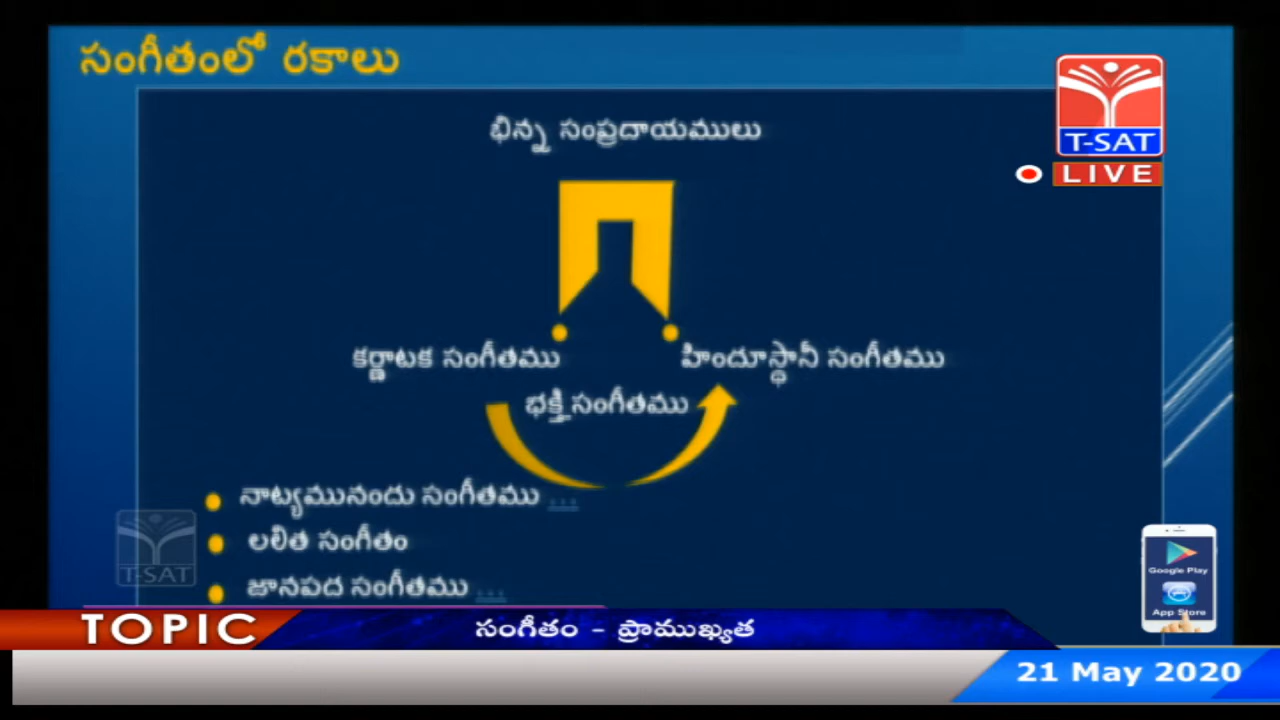 సంగీతంలో రకాలు
T-SAT
LIVE
భిన్న సంప్రదాయములు
కర్ణాటక సంగీతము
హిందూస్థానీ సంగీతము
భక్తి సంగీతము
నాట్యమునందు సంగీతము ...
లలిత సంగీతం
జానపద సంగీతము ...
T-SAT
Google Play
App Store
TOPIC
సంగీతం - ప్రాముఖ్యత
21 May 2020